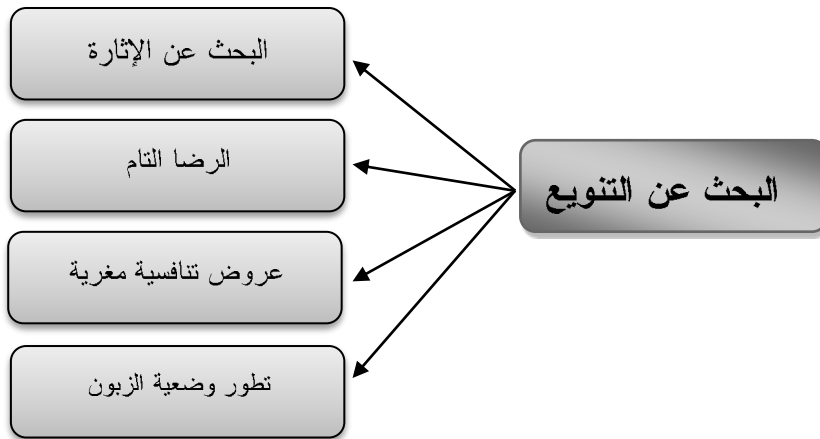 البحث عن التنويع
البحث عن الإثارة
الرضا التام
عروض تنافسية مغرية
تطور وضعية الزبون